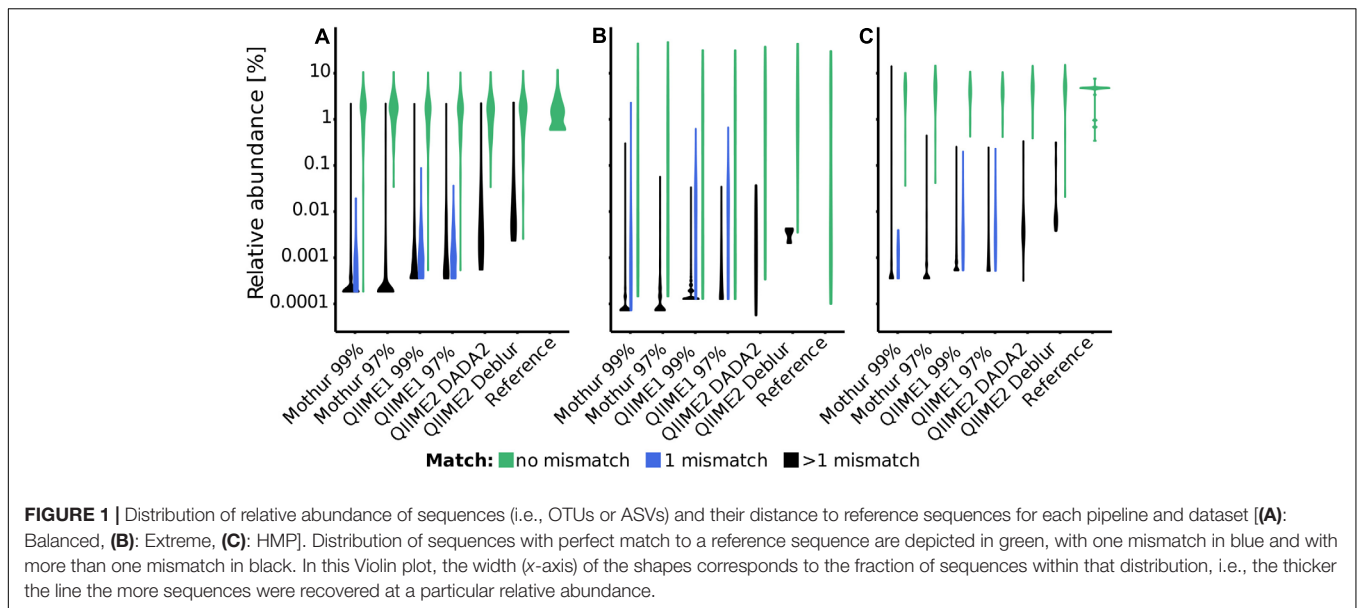 A
B
C
Relative abundance [%]
10
1
0.1
0.01
0.001
0.0001
Mothur 99%
Mothur 97%
QIIME1 99%
QIIME1 97%
QIIME2 DADA2
QIIME2 Deblur
Reference
Mothur 99%
Mothur 97%
QIIME1 99%
QIIME1 97%
QIIME2 DADA2
QIIME2 Deblur
Reference
Mothur 99%
Mothur 97%
QIIME1 99%
QIIME1 97%
QIIME2 DADA2
QIIME2 Deblur
Reference
Match: no mismatch 1 mismatch >1 mismatch
FIGURE 1 | Distribution of relative abundance of sequences (i.e., OTUs or ASVs) and their distance to reference sequences for each pipeline and dataset [(A):
Balanced, (B): Extreme, (C): HMP]. Distribution of sequences with perfect match to a reference sequence are depicted in green, with one mismatch in blue and with
more than one mismatch in black. In this Violin plot, the width (x-axis) of the shapes corresponds to the fraction of sequences within that distribution, i.e., the thicker
the line the more sequences were recovered at a particular relative abundance.